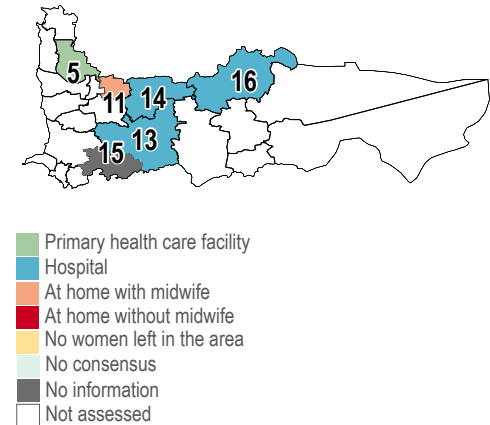 5
11
14
16
13
15
Primary health care facility
Hospital
At home with midwife
At home without midwife
No women left in the area
No consensus
No information
Not assessed